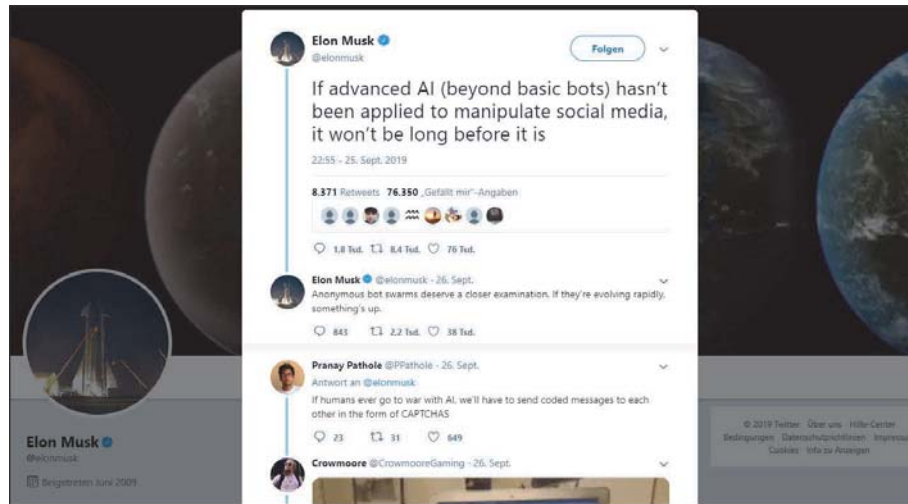 Elon Musk
@elonmusk
Folgen
If advanced AI (beyond basic bots) hasn't
been applied to manipulate social media,
it won't be long before it is
22:55 - 25. Sept. 2019
8.371 Retweets 76.350 „Gefällt mir“-Angaben
1,8 Tsd. 8,4 Tsd. 76 Tsd.
Elon Musk @elonmusk · 26. Sept.
Anonymous bot swarms deserve a closer examination. If they're evolving rapidly,
something's up.
843 2,2 Tsd. 38 Tsd.
Pranay Pathole @PPathole · 26. Sept.
Antwort an @elonmusk
If humans ever go to war with AI, we'll have to send coded messages to each
other in the form of CAPTCHAS
23 31 649
Crowmoore @CrowmooreGaming · 26. Sept.
Elon Musk
@elonmusk
Beigetreten Juni 2009
© 2019 Twitter Über uns Hilfe-Center
Bedingungen Datenschutzrichtlinien Impressu
Cookies Info zu Anzeigen